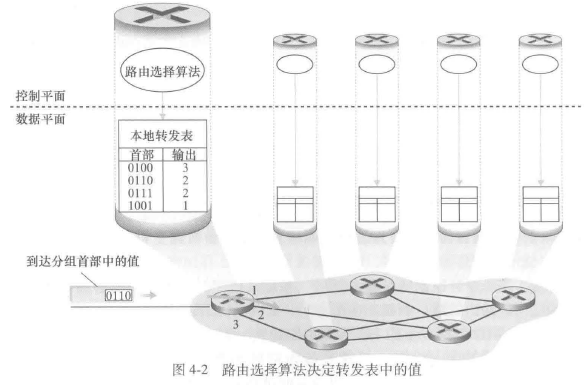 路由选择算法
控制平面
数据平面
本地转发表
首部 输出
0100 3
0110 2
0111 2
1001 1
到达分组首部中的值
0110
1
2
3
图 4-2 路由选择算法决定转发表中的值